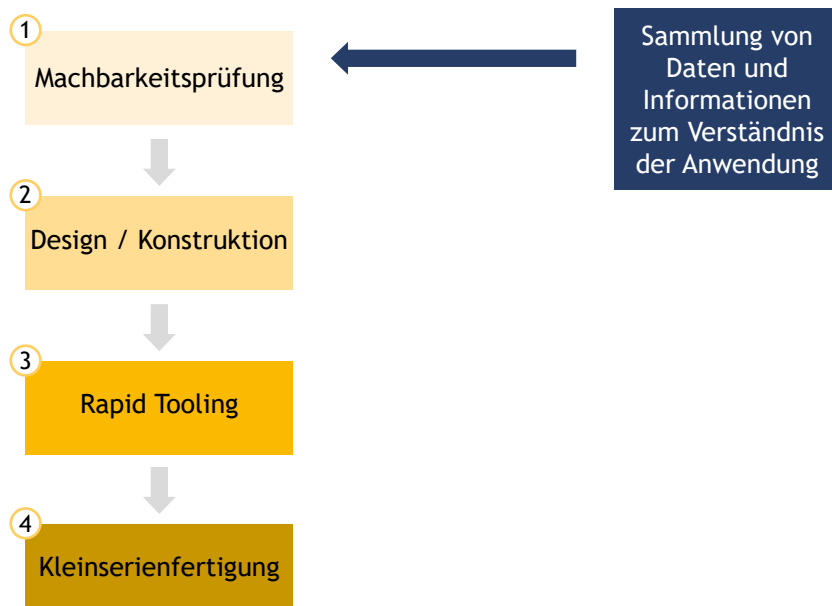 1
Machbarkeitsprüfung
Sammlung von
Daten und
Informationen
zum Verständnis
der Anwendung
2
Design / Konstruktion
3
Rapid Tooling
4
Kleinserienfertigung